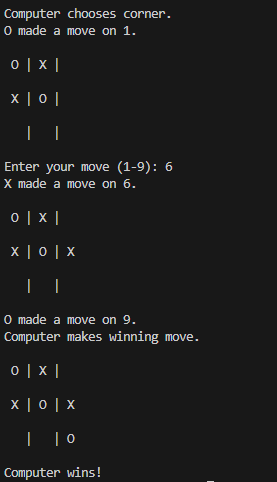 Computer chooses corner.
O made a move on 1.
O | X |
X | O |
| |
Enter your move (1-9): 6
X made a move on 6.
O | X |
X | O | X
| |
O made a move on 9.
Computer makes winning move.
O | X |
X | O | X
| | O
Computer wins!